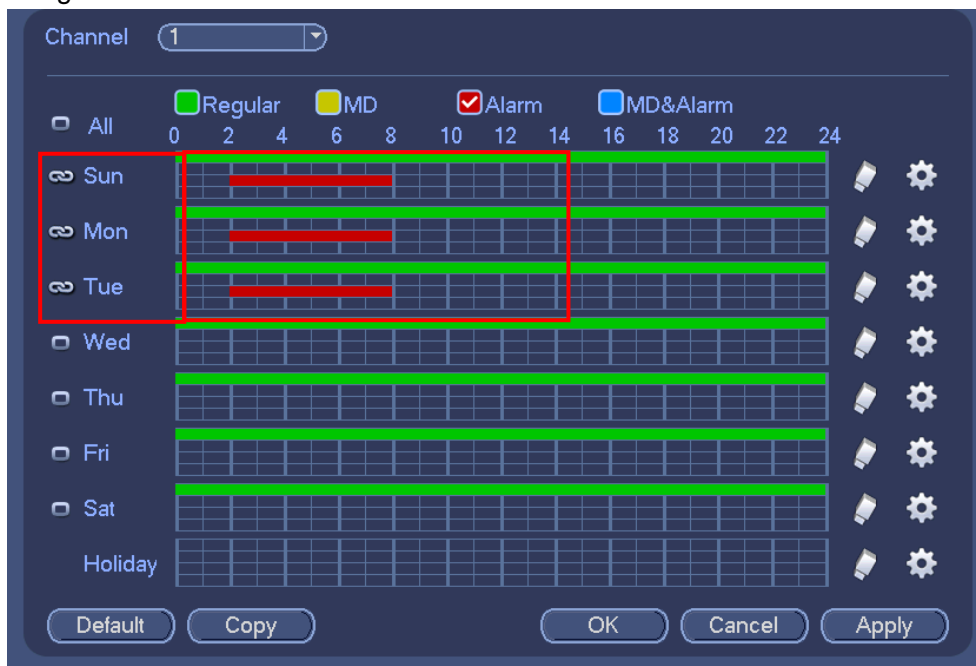 Channel 1
Regular MD Alarm MD&Alarm
All 0 2 4 6 8 10 12 14 16 18 20 22 24
Sun
Mon
Tue
Wed
Thu
Fri
Sat
Holiday
Default Copy OK Cancel Apply